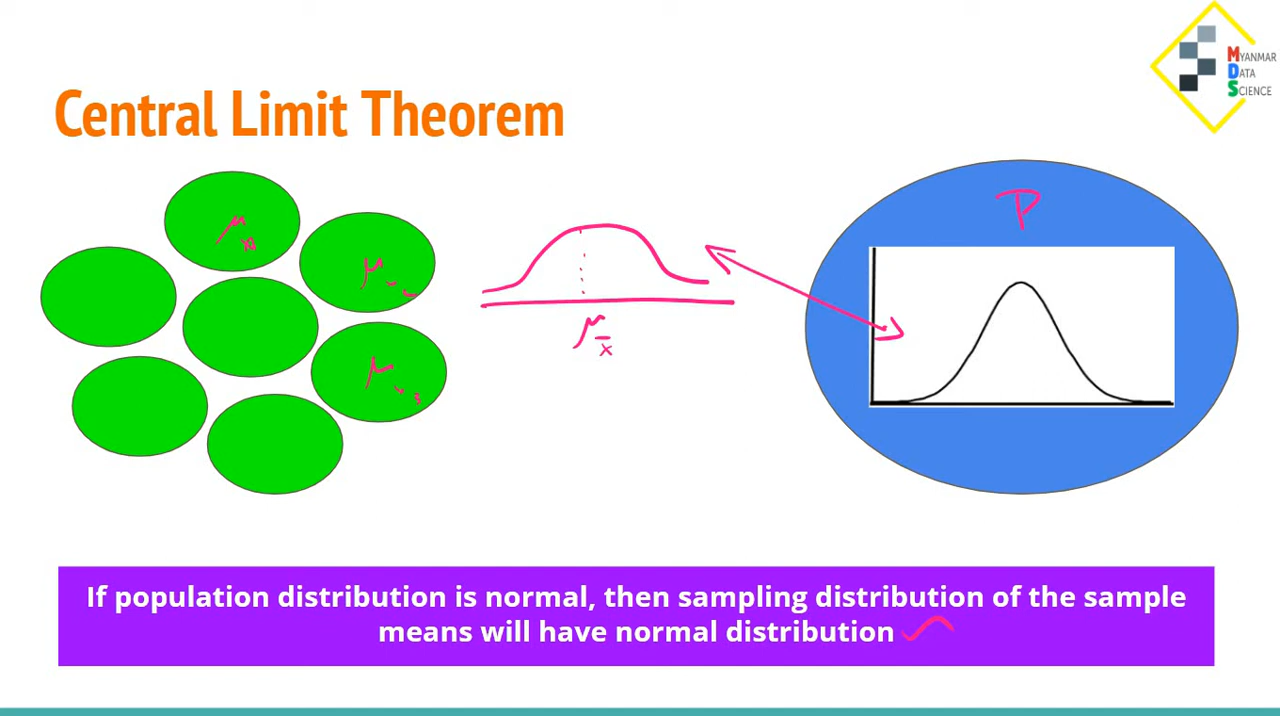 MYANMAR
DATA
SCIENCE
Central Limit Theorem
P
μ
μ
μ
μx̄
If population distribution is normal, then sampling distribution of the sample
means will have normal distribution